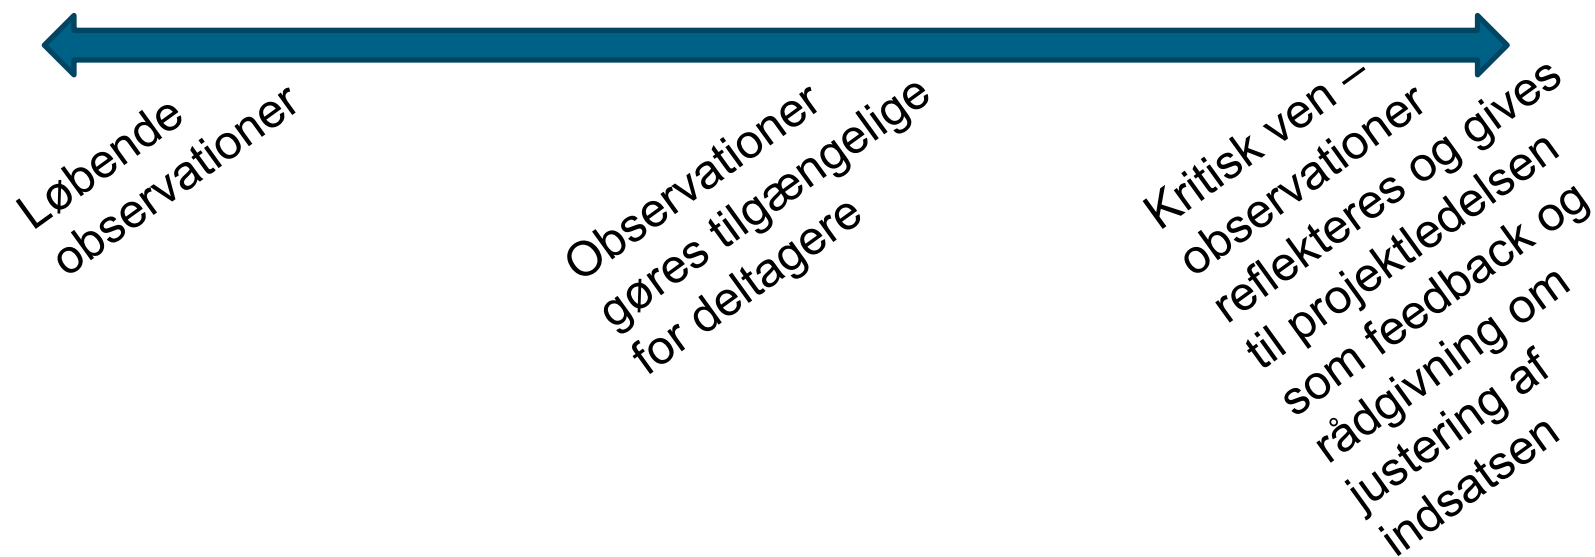 Løbende
observationer
Observationer
gøres tilgængelige
for deltagere
Kritisk ven –
observationer
reflekteres og gives
til projektledelsen
som feedback og
rådgivning om
justering af
indsatsen